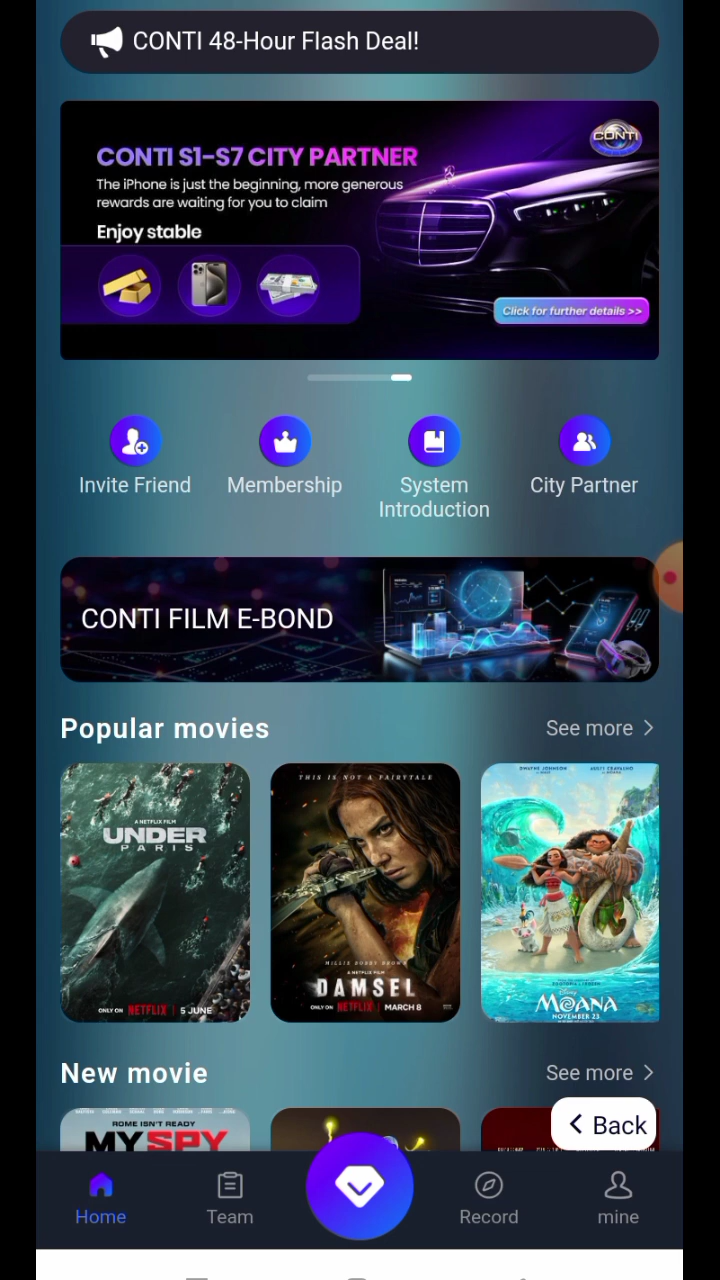 CONTI 48-Hour Flash Deal!
CONTI
CONTI S1-S7 CITY PARTNER
The iPhone is just the beginning, more generous
rewards are waiting for you to claim
Enjoy stable
Click for further details >>
Invite Friend
Membership
System
Introduction
City Partner
CONTI FILM E-BOND
Popular movies
See more
A NETFLIX FILM
UNDER
PARIS
ONLY ON NETFLIX | 5 JUNE
THIS IS NOT A FAIRYTALE
MILLIE BOBBY BROWN
A NETFLIX FILM
DAMSEL
ONLY ON NETFLIX | MARCH 8
DWAYNE JOHNSON
AULI'I CRAVALHO
Disney
MOANA
NOVEMBER 23
New movie
See more
HOME ISN'T READY
MY SPY
Back
Home
Team
Record
mine